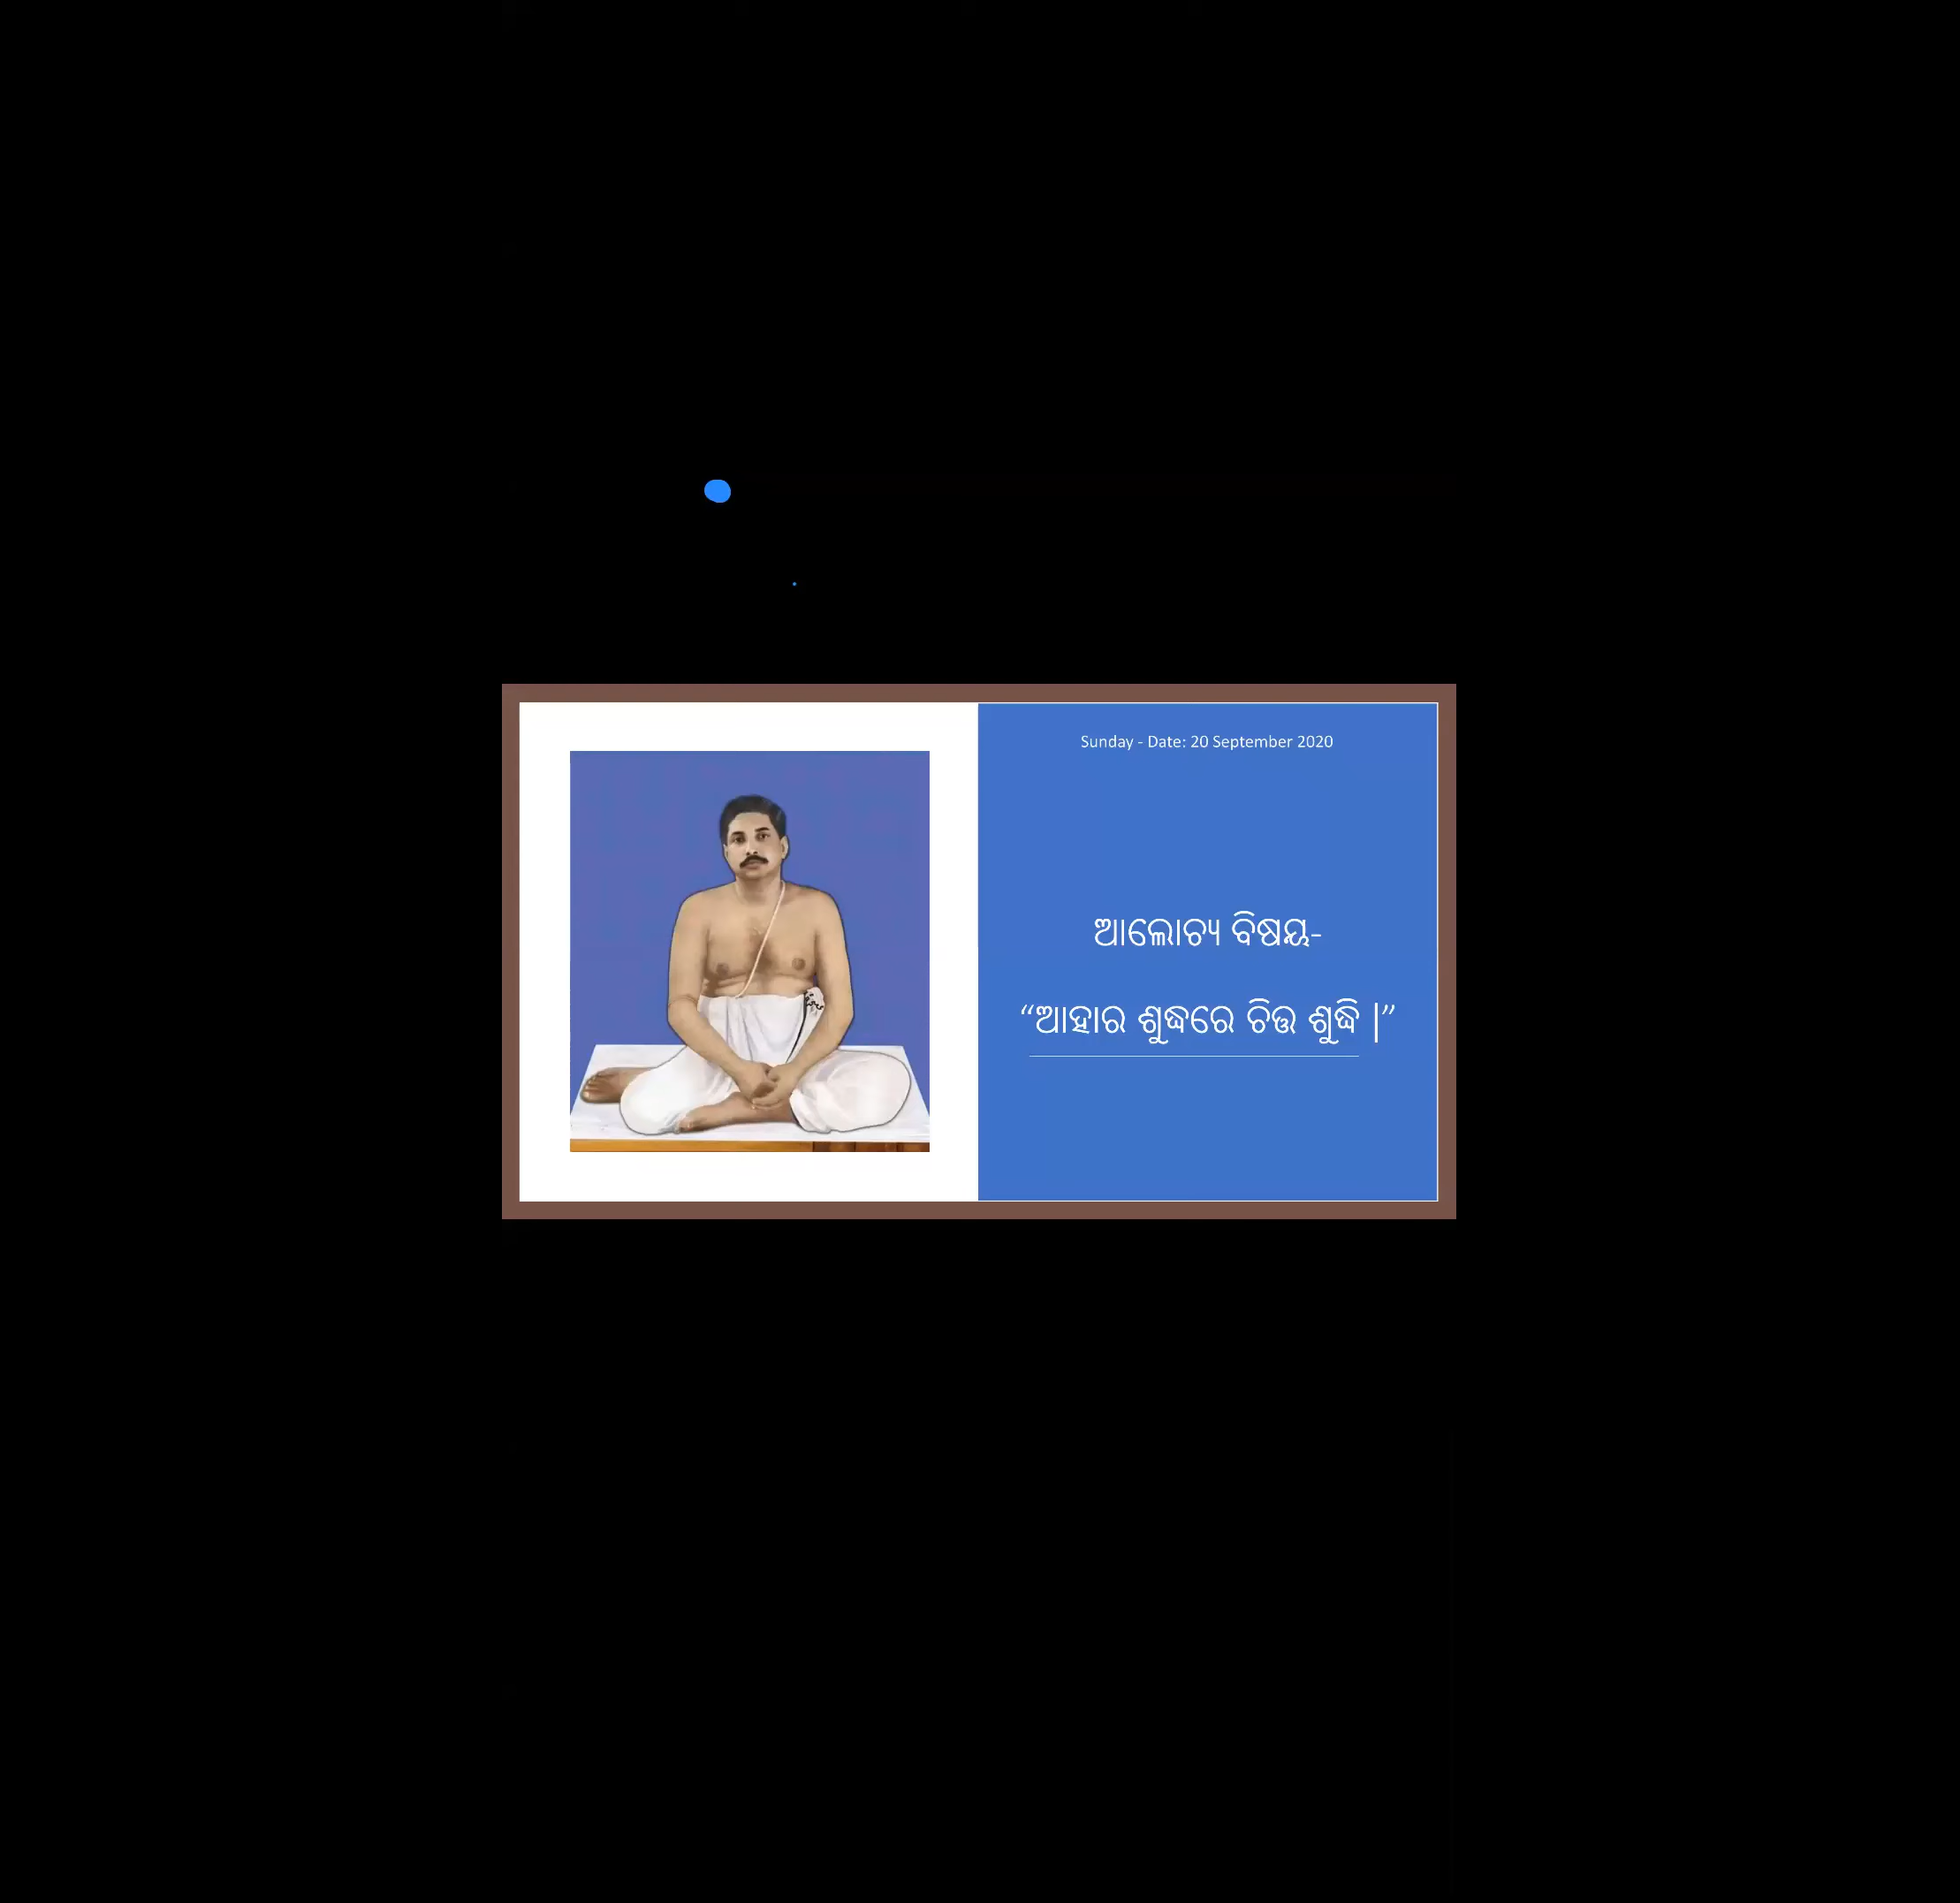 Sunday - Date: 20 September 2020
ଆଲୋଚ୍ୟ ବିଷୟ-
“ଆହାର ଶୁଦ୍ଧରେ ଚିତ୍ତ ଶୁଦ୍ଧି |”